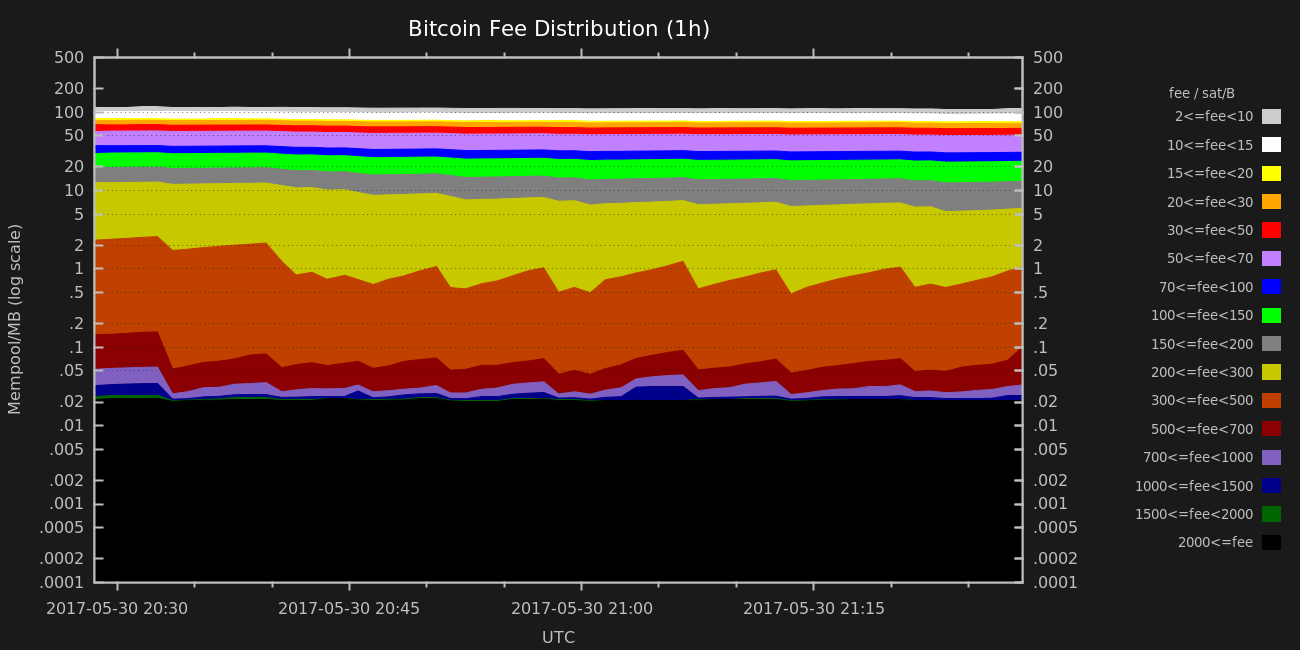 Bitcoin Fee Distribution (1h)
Mempool/MB (log scale)
500
200
100
50
20
10
5
2
1
.5
.2
.1
.05
.02
.01
.005
.002
.001
.0005
.0002
.0001
500
200
100
50
20
10
5
2
1
.5
.2
.1
.05
.02
.01
.005
.002
.001
.0005
.0002
.0001
2017-05-30 20:30 2017-05-30 20:45 2017-05-30 21:00 2017-05-30 21:15
UTC
fee / sat/B
2<=fee<10
10<=fee<15
15<=fee<20
20<=fee<30
30<=fee<50
50<=fee<70
70<=fee<100
100<=fee<150
150<=fee<200
200<=fee<300
300<=fee<500
500<=fee<700
700<=fee<1000
1000<=fee<1500
1500<=fee<2000
2000<=fee